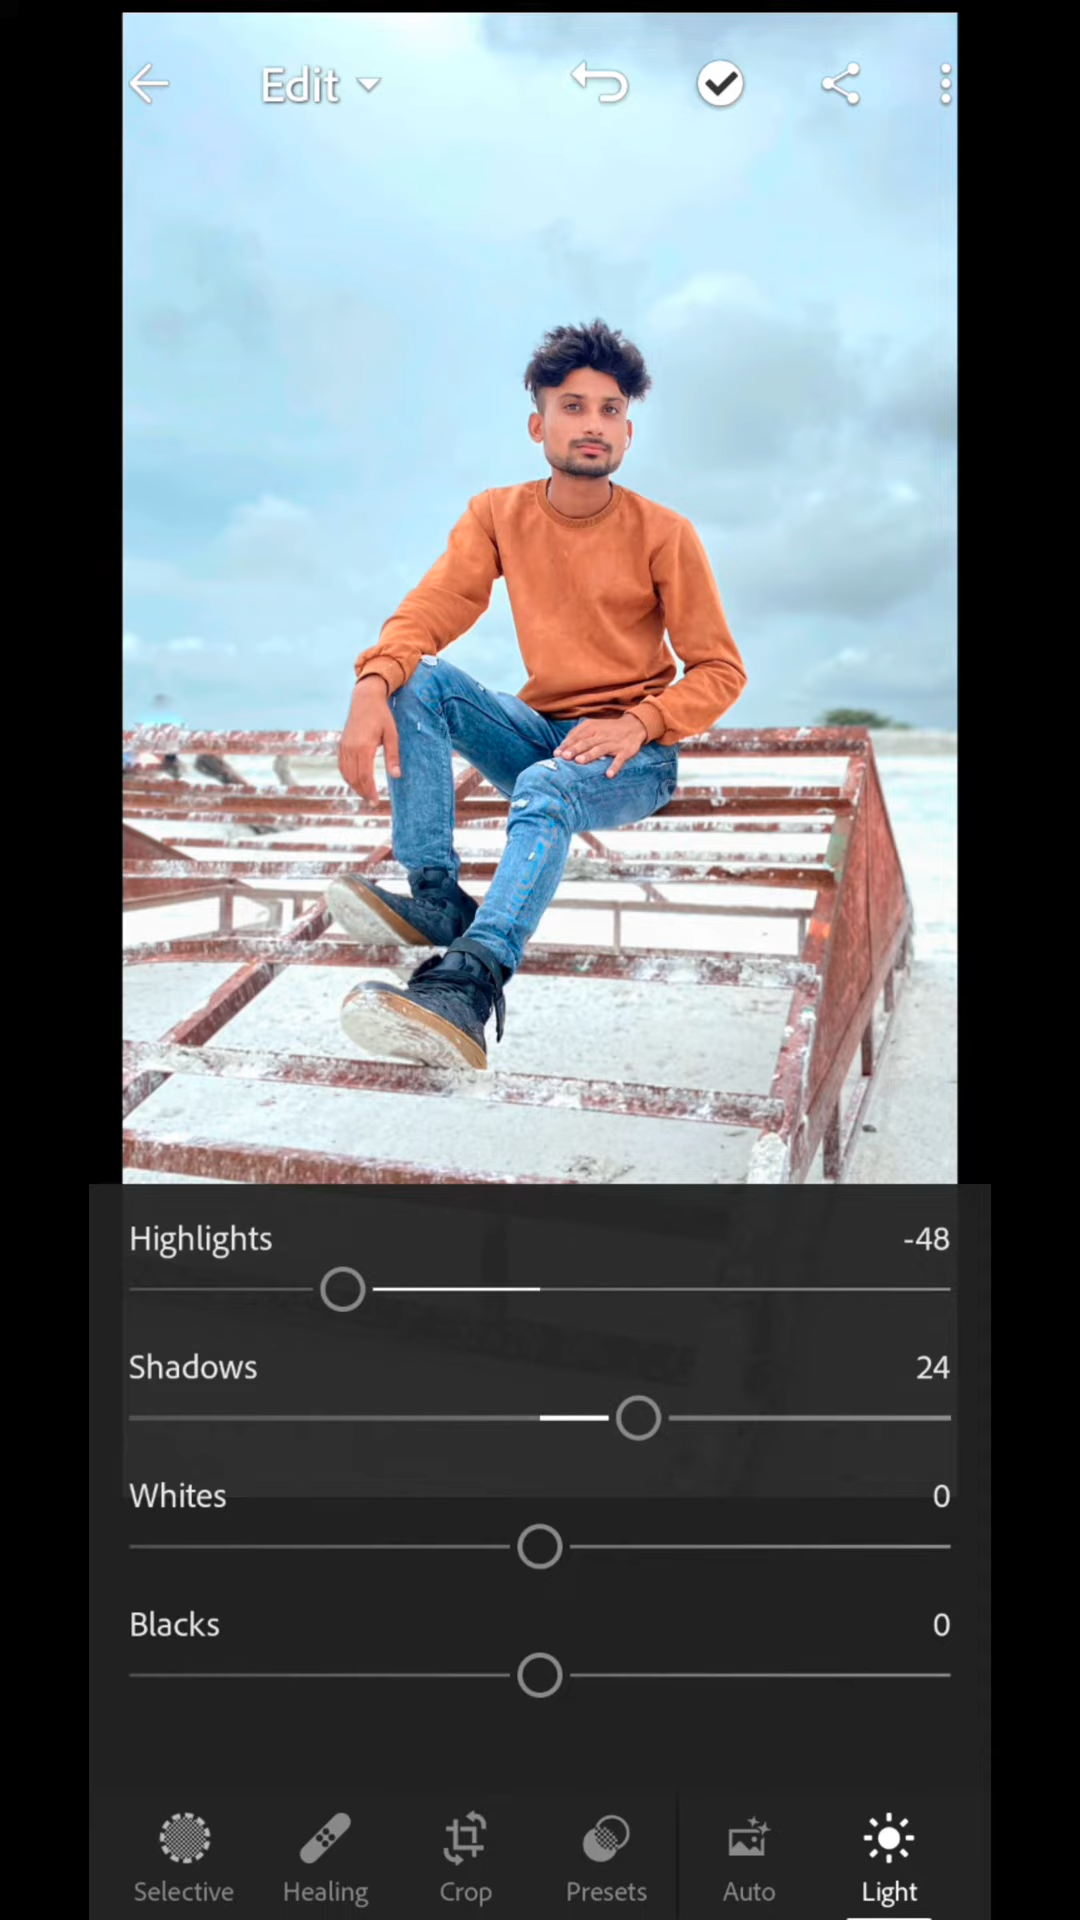 Edit
Highlights -48
Shadows 24
Whites 0
Blacks 0
Selective Healing Crop Presets Auto Light